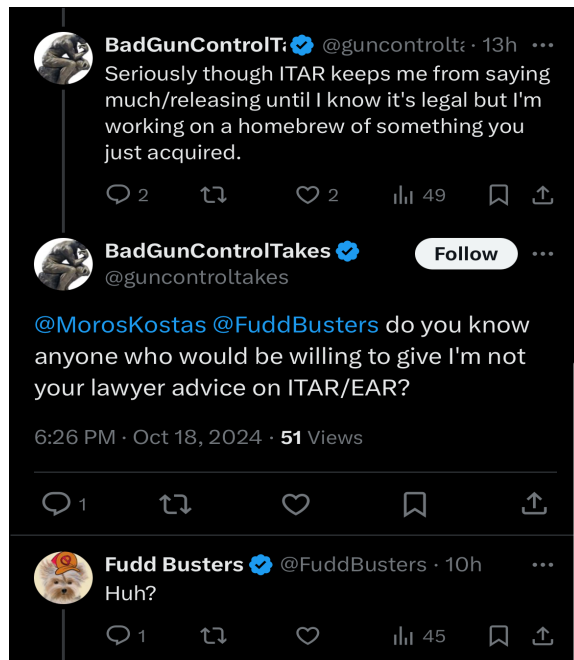 BadGunControlTa @guncontrolta · 13h
Seriously though ITAR keeps me from saying
much/releasing until I know it's legal but I'm
working on a homebrew of something you
just acquired.
2 2 49
BadGunControlTakes Follow
@guncontroltakes
@MorosKostas @FuddBusters do you know
anyone who would be willing to give I'm not
your lawyer advice on ITAR/EAR?
6:26 PM · Oct 18, 2024 · 51 Views
1
Fudd Busters @FuddBusters · 10h
Huh?
1 45